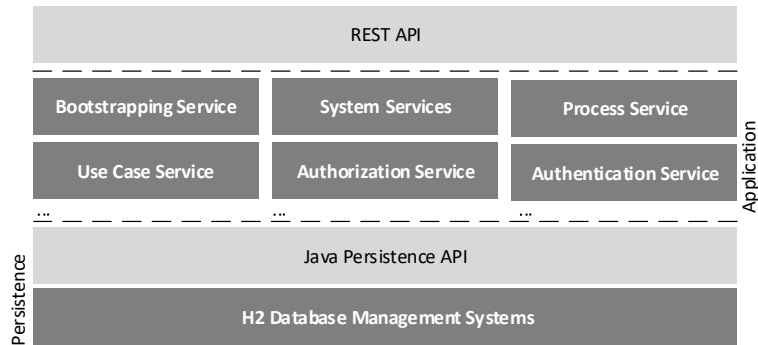 REST API
Bootstrapping Service
System Services
Process Service
Use Case Service
Authorization Service
Authentication Service
...
...
...
Application
Java Persistence API
H2 Database Management Systems
Persistence